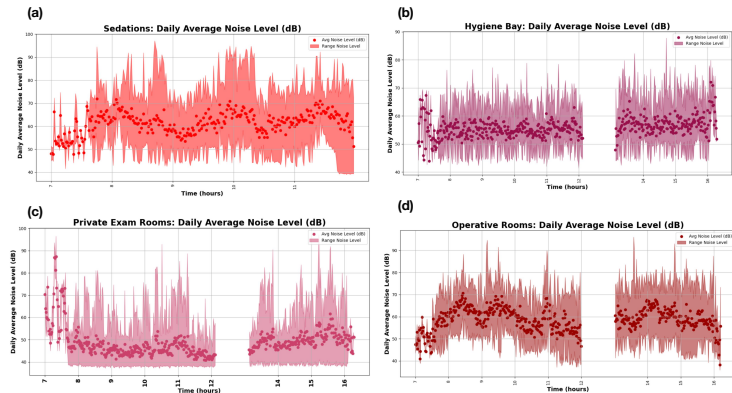 (a)
Sedations: Daily Average Noise Level (dB)
Avg Noise Level (dB)
Range Noise Level
Daily Average Noise Level (dB)
100
90
80
70
60
50
40
7
8
9
10
11
Time (hours)
(b)
Hygiene Bay: Daily Average Noise Level (dB)
Avg Noise Level (dB)
Range Noise Level
Daily Average Noise Level (dB)
90
80
70
60
50
40
7
8
9
10
11
12
13
14
15
16
Time (hours)
(c)
Private Exam Rooms: Daily Average Noise Level (dB)
Avg Noise Level (dB)
Range Noise Level
Daily Average Noise Level (dB)
100
90
80
70
60
50
40
7
8
9
10
11
12
13
14
15
16
Time (hours)
(d)
Operative Rooms: Daily Average Noise Level (dB)
Avg Noise Level (dB)
Range Noise Level
Daily Average Noise Level (dB)
90
80
70
60
50
40
7
8
9
10
11
12
14
15
16
Time (hours)